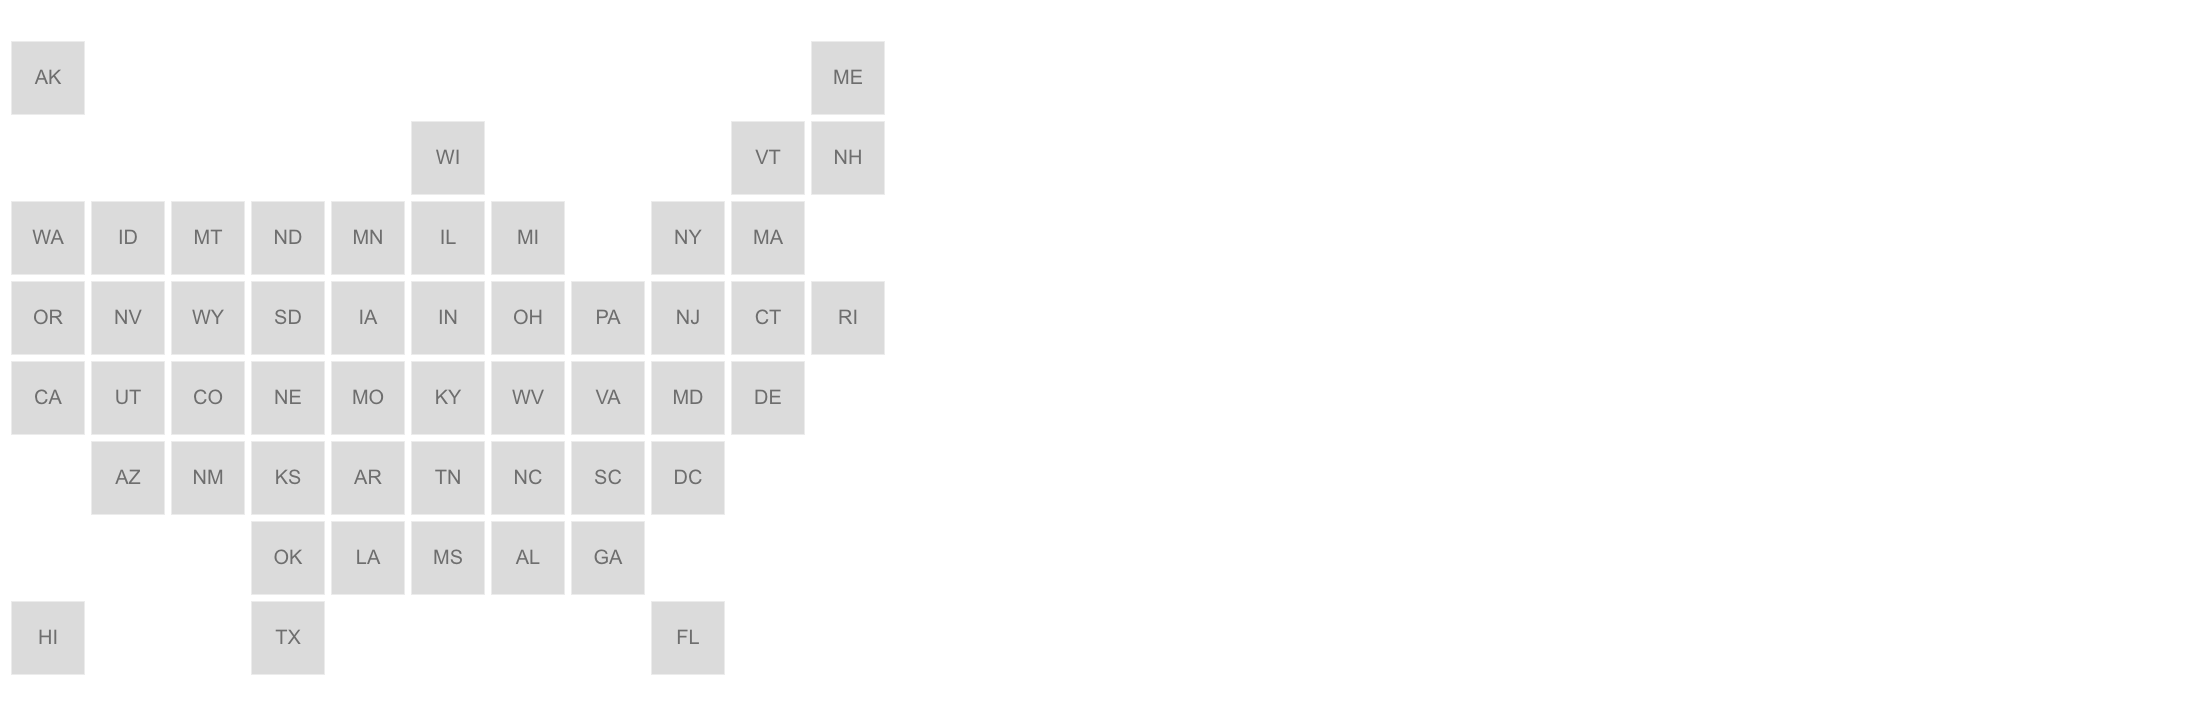 AK ME
WI VT NH
WA ID MT ND MN IL MI NY MA
OR NV WY SD IA IN OH PA NJ CT RI
CA UT CO NE MO KY WV VA MD DE
AZ NM KS AR TN NC SC DC
OK LA MS AL GA
HI TX FL